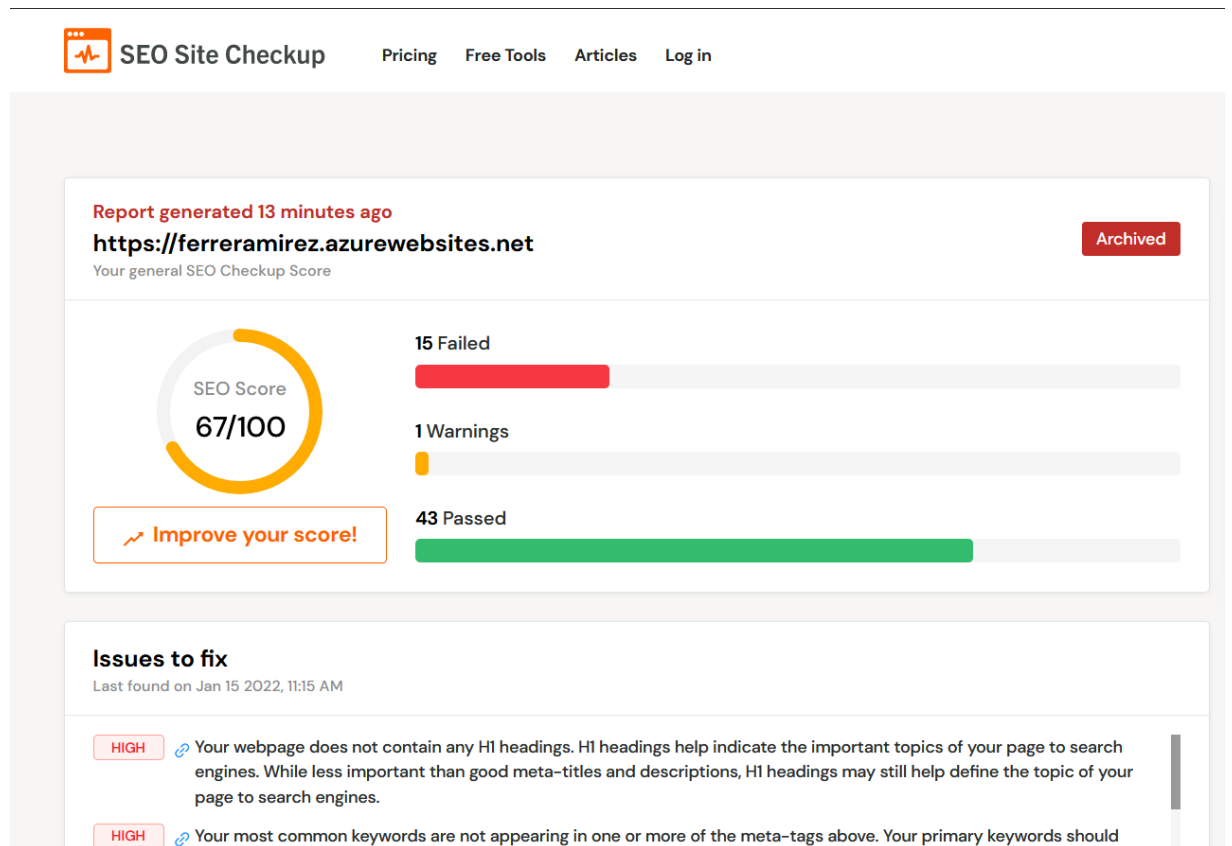 SEO Site Checkup Pricing Free Tools Articles Log in
Report generated 13 minutes ago
https://ferreramirez.azurewebsites.net
Your general SEO Checkup Score
Archived
SEO Score
67/100
Improve your score!
15 Failed
1 Warnings
43 Passed
Issues to fix
Last found on Jan 15 2022, 11:15 AM
HIGH Your webpage does not contain any H1 headings. H1 headings help indicate the important topics of your page to search
engines. While less important than good meta-titles and descriptions, H1 headings may still help define the topic of your
page to search engines.
HIGH Your most common keywords are not appearing in one or more of the meta-tags above. Your primary keywords should